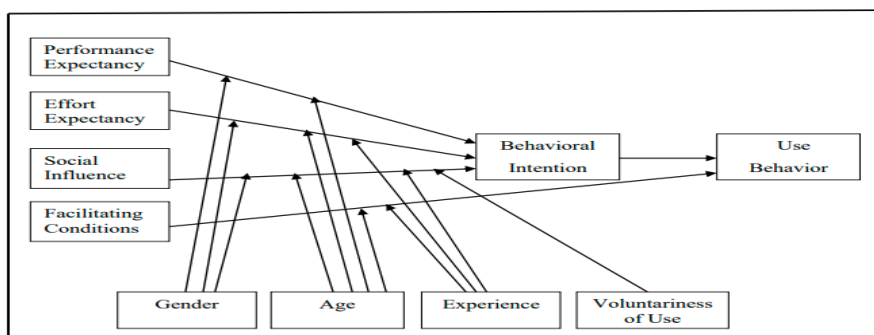 Performance
Expectancy
Effort
Expectancy
Social
Influence
Facilitating
Conditions
Behavioral
Intention
Use
Behavior
Gender
Age
Experience
Voluntariness
of Use